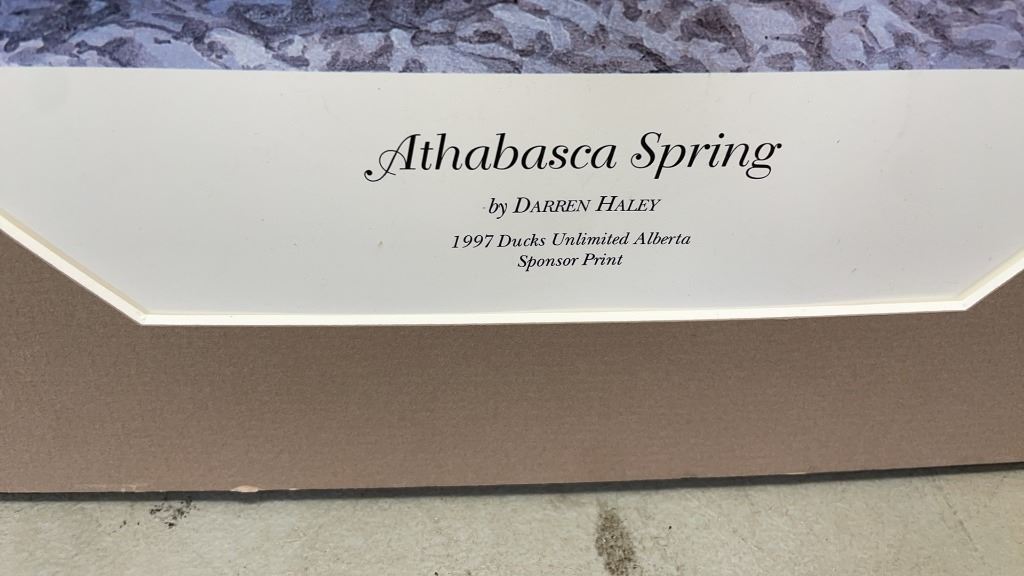 Athabasca Spring
by DARREN HALEY
1997 Ducks Unlimited Alberta
Sponsor Print